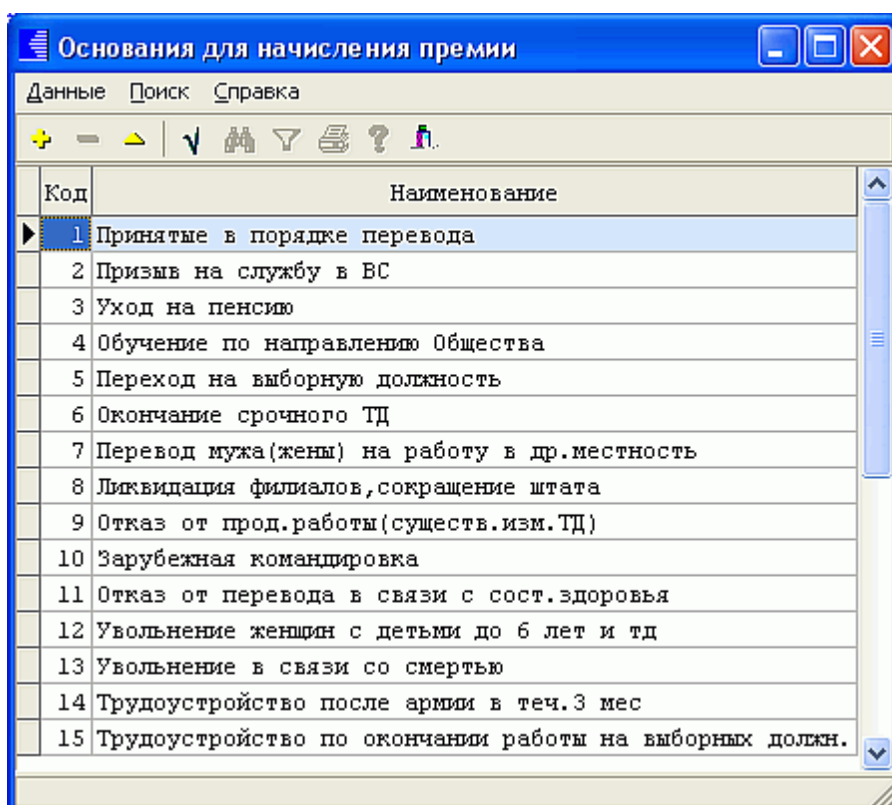 Основания для начисления премии
Данные Поиск Справка
Код Наименование
1 Принятые в порядке перевода
2 Призыв на службу в ВС
3 Уход на пенсию
4 Обучение по направлению Общества
5 Переход на выборную должность
6 Окончание срочного ТД
7 Перевод мужа(жены) на работу в др.местность
8 Ликвидация филиалов,сокращение штата
9 Отказ от прод.работы(существ.изм.ТД)
10 Зарубежная командировка
11 Отказ от перевода в связи с сост.здоровья
12 Увольнение женщин с детьми до 6 лет и тд
13 Увольнение в связи со смертью
14 Трудоустройство после армии в теч.3 мес
15 Трудоустройство по окончании работы на выборных должн.